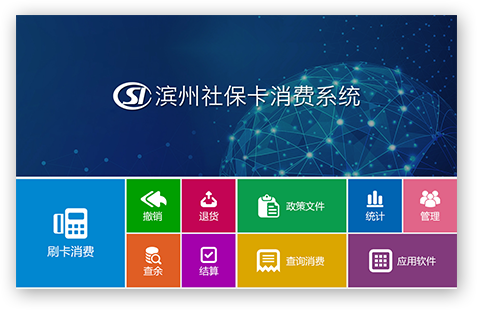 SI 滨州社保卡消费系统
刷卡消费
撤销
退货
政策文件
统计
管理
查余
结算
查询消费
应用软件